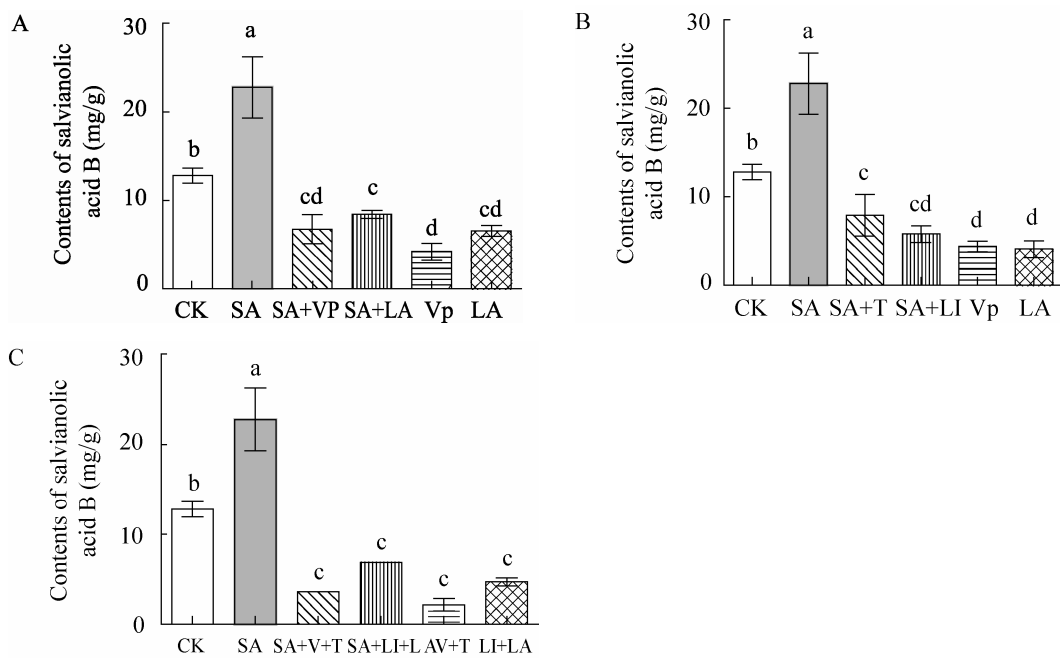 A
Contents of salvianolic
acid B (mg/g)
30
20
10
0
a
b
cd
c
d
cd
CK SA SA+VP SA+LA Vp LA
B
Contents of salvianolic
acid B (mg/g)
30
20
10
0
a
b
c
cd
d
d
CK SA SA+T SA+LI Vp LA
C
Contents of salvianolic
acid B (mg/g)
30
20
10
0
a
b
c
c
c
c
CK SA SA+V+T SA+LI+L AV+T LI+LA